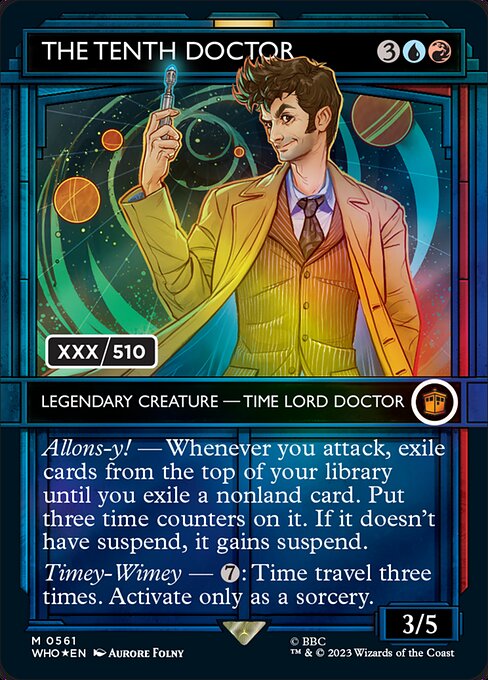 THE TENTH DOCTOR 3
XXX/510
LEGENDARY CREATURE — TIME LORD DOCTOR
Allons-y! — Whenever you attack, exile
cards from the top of your library
until you exile a nonland card. Put
three time counters on it. If it doesn't
have suspend, it gains suspend.
Timey-Wimey — 7: Time travel three
times. Activate only as a sorcery.
3/5
M 0561
WHO★EN AURORE FOLNY
© BBC
™ & © 2023 Wizards of the Coast